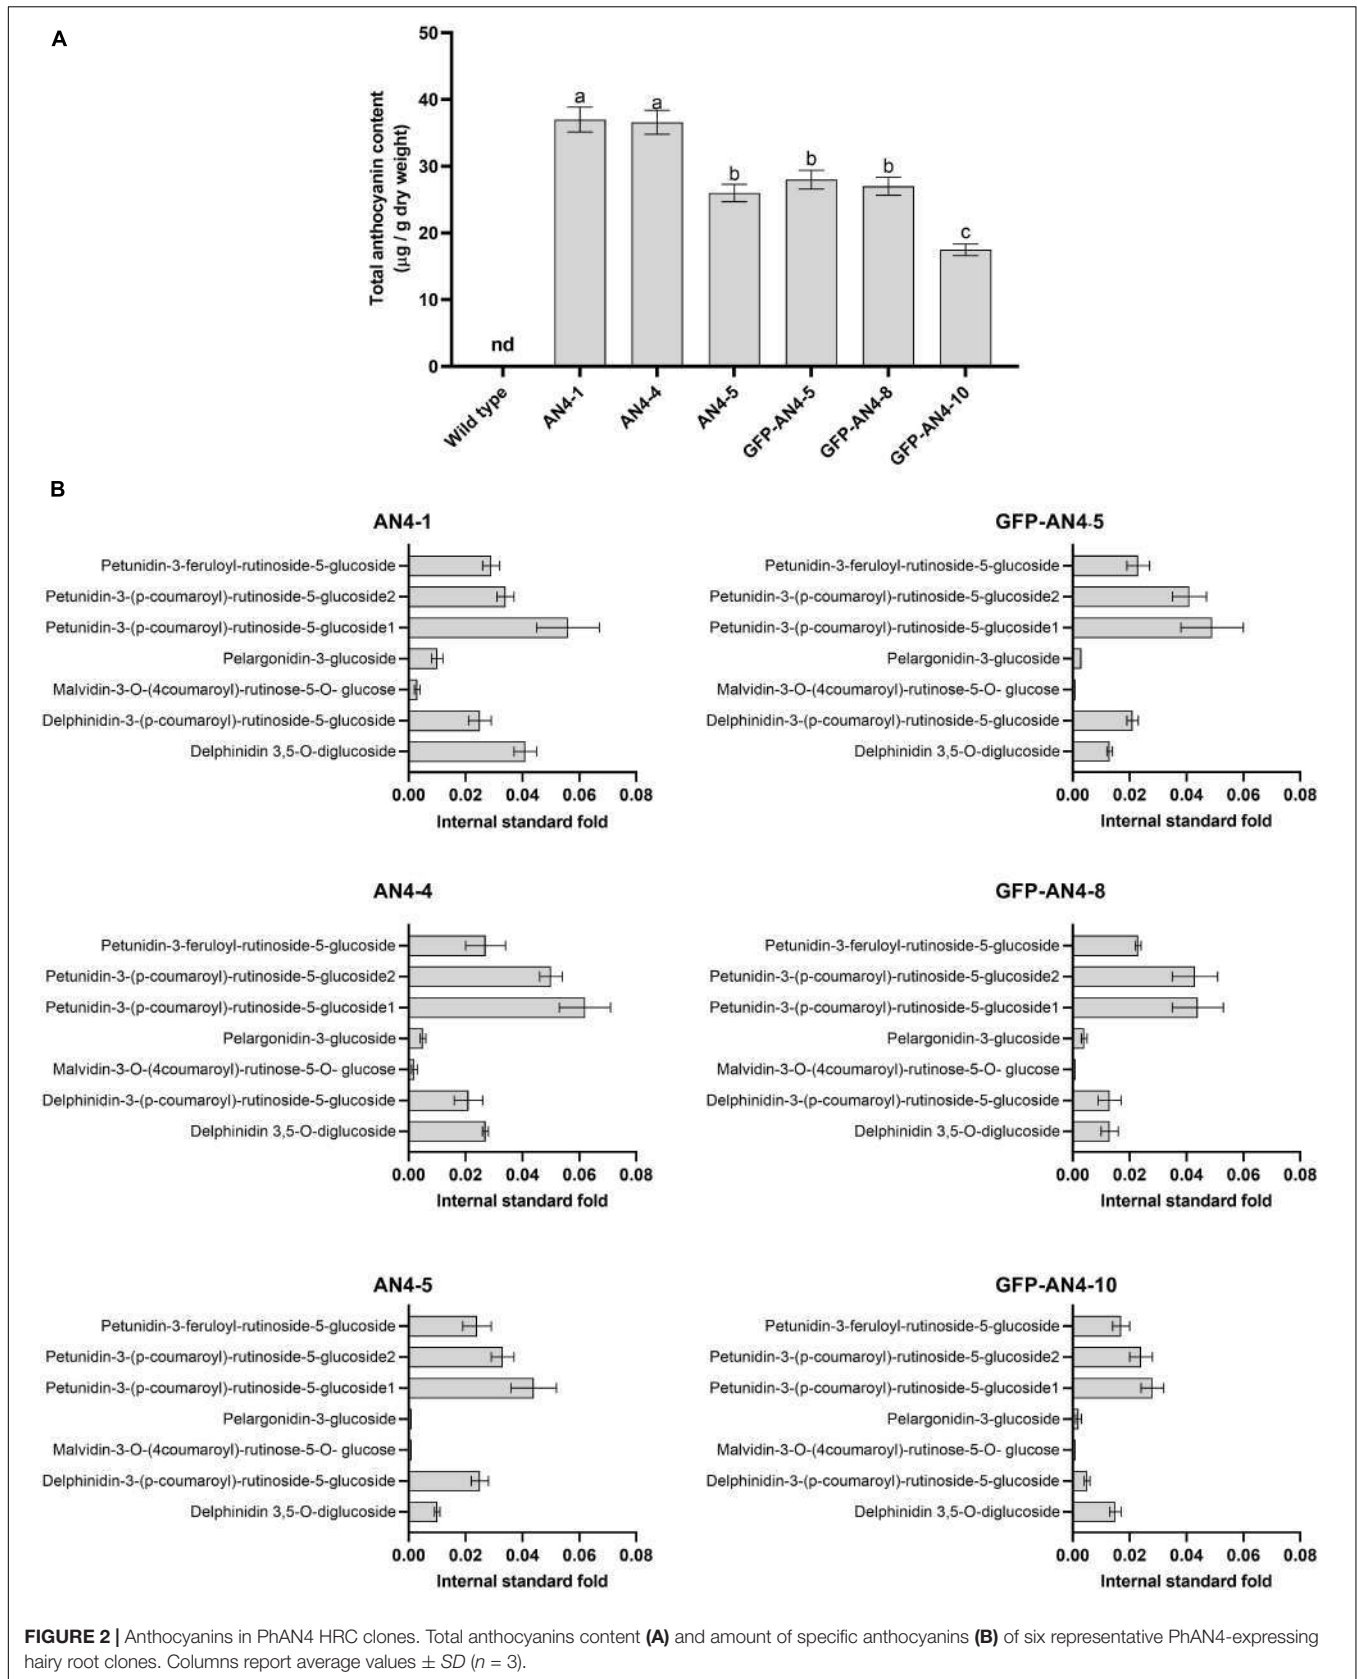 A
50
40
30
20
10
0
Total anthocyanin content
(µg / g dry weight)
nd
a
a
b
b
b
c
Wild type
AN4-1
AN4-4
AN4-5
GFP-AN4-5
GFP-AN4-8
GFP-AN4-10
B
AN4-1
Petunidin-3-feruloyl-rutinoside-5-glucoside
Petunidin-3-(p-coumaroyl)-rutinoside-5-glucoside2
Petunidin-3-(p-coumaroyl)-rutinoside-5-glucoside1
Pelargonidin-3-glucoside
Malvidin-3-O-(4coumaroyl)-rutinose-5-O- glucose
Delphinidin-3-(p-coumaroyl)-rutinoside-5-glucoside
Delphinidin 3,5-O-diglucoside
0.00 0.02 0.04 0.06 0.08
Internal standard fold
GFP-AN4-5
Petunidin-3-feruloyl-rutinoside-5-glucoside
Petunidin-3-(p-coumaroyl)-rutinoside-5-glucoside2
Petunidin-3-(p-coumaroyl)-rutinoside-5-glucoside1
Pelargonidin-3-glucoside
Malvidin-3-O-(4coumaroyl)-rutinose-5-O- glucose
Delphinidin-3-(p-coumaroyl)-rutinoside-5-glucoside
Delphinidin 3,5-O-diglucoside
0.00 0.02 0.04 0.06 0.08
Internal standard fold
AN4-4
Petunidin-3-feruloyl-rutinoside-5-glucoside
Petunidin-3-(p-coumaroyl)-rutinoside-5-glucoside2
Petunidin-3-(p-coumaroyl)-rutinoside-5-glucoside1
Pelargonidin-3-glucoside
Malvidin-3-O-(4coumaroyl)-rutinose-5-O- glucose
Delphinidin-3-(p-coumaroyl)-rutinoside-5-glucoside
Delphinidin 3,5-O-diglucoside
0.00 0.02 0.04 0.06 0.08
Internal standard fold
GFP-AN4-8
Petunidin-3-feruloyl-rutinoside-5-glucoside
Petunidin-3-(p-coumaroyl)-rutinoside-5-glucoside2
Petunidin-3-(p-coumaroyl)-rutinoside-5-glucoside1
Pelargonidin-3-glucoside
Malvidin-3-O-(4coumaroyl)-rutinose-5-O- glucose
Delphinidin-3-(p-coumaroyl)-rutinoside-5-glucoside
Delphinidin 3,5-O-diglucoside
0.00 0.02 0.04 0.06 0.08
Internal standard fold
AN4-5
Petunidin-3-feruloyl-rutinoside-5-glucoside
Petunidin-3-(p-coumaroyl)-rutinoside-5-glucoside2
Petunidin-3-(p-coumaroyl)-rutinoside-5-glucoside1
Pelargonidin-3-glucoside
Malvidin-3-O-(4coumaroyl)-rutinose-5-O- glucose
Delphinidin-3-(p-coumaroyl)-rutinoside-5-glucoside
Delphinidin 3,5-O-diglucoside
0.00 0.02 0.04 0.06 0.08
Internal standard fold
GFP-AN4-10
Petunidin-3-feruloyl-rutinoside-5-glucoside
Petunidin-3-(p-coumaroyl)-rutinoside-5-glucoside2
Petunidin-3-(p-coumaroyl)-rutinoside-5-glucoside1
Pelargonidin-3-glucoside
Malvidin-3-O-(4coumaroyl)-rutinose-5-O- glucose
Delphinidin-3-(p-coumaroyl)-rutinoside-5-glucoside
Delphinidin 3,5-O-diglucoside
0.00 0.02 0.04 0.06 0.08
Internal standard fold
FIGURE 2 | Anthocyanins in PhAN4 HRC clones. Total anthocyanins content (A) and amount of specific anthocyanins (B) of six representative PhAN4-expressing
hairy root clones. Columns report average values ± SD (n = 3).